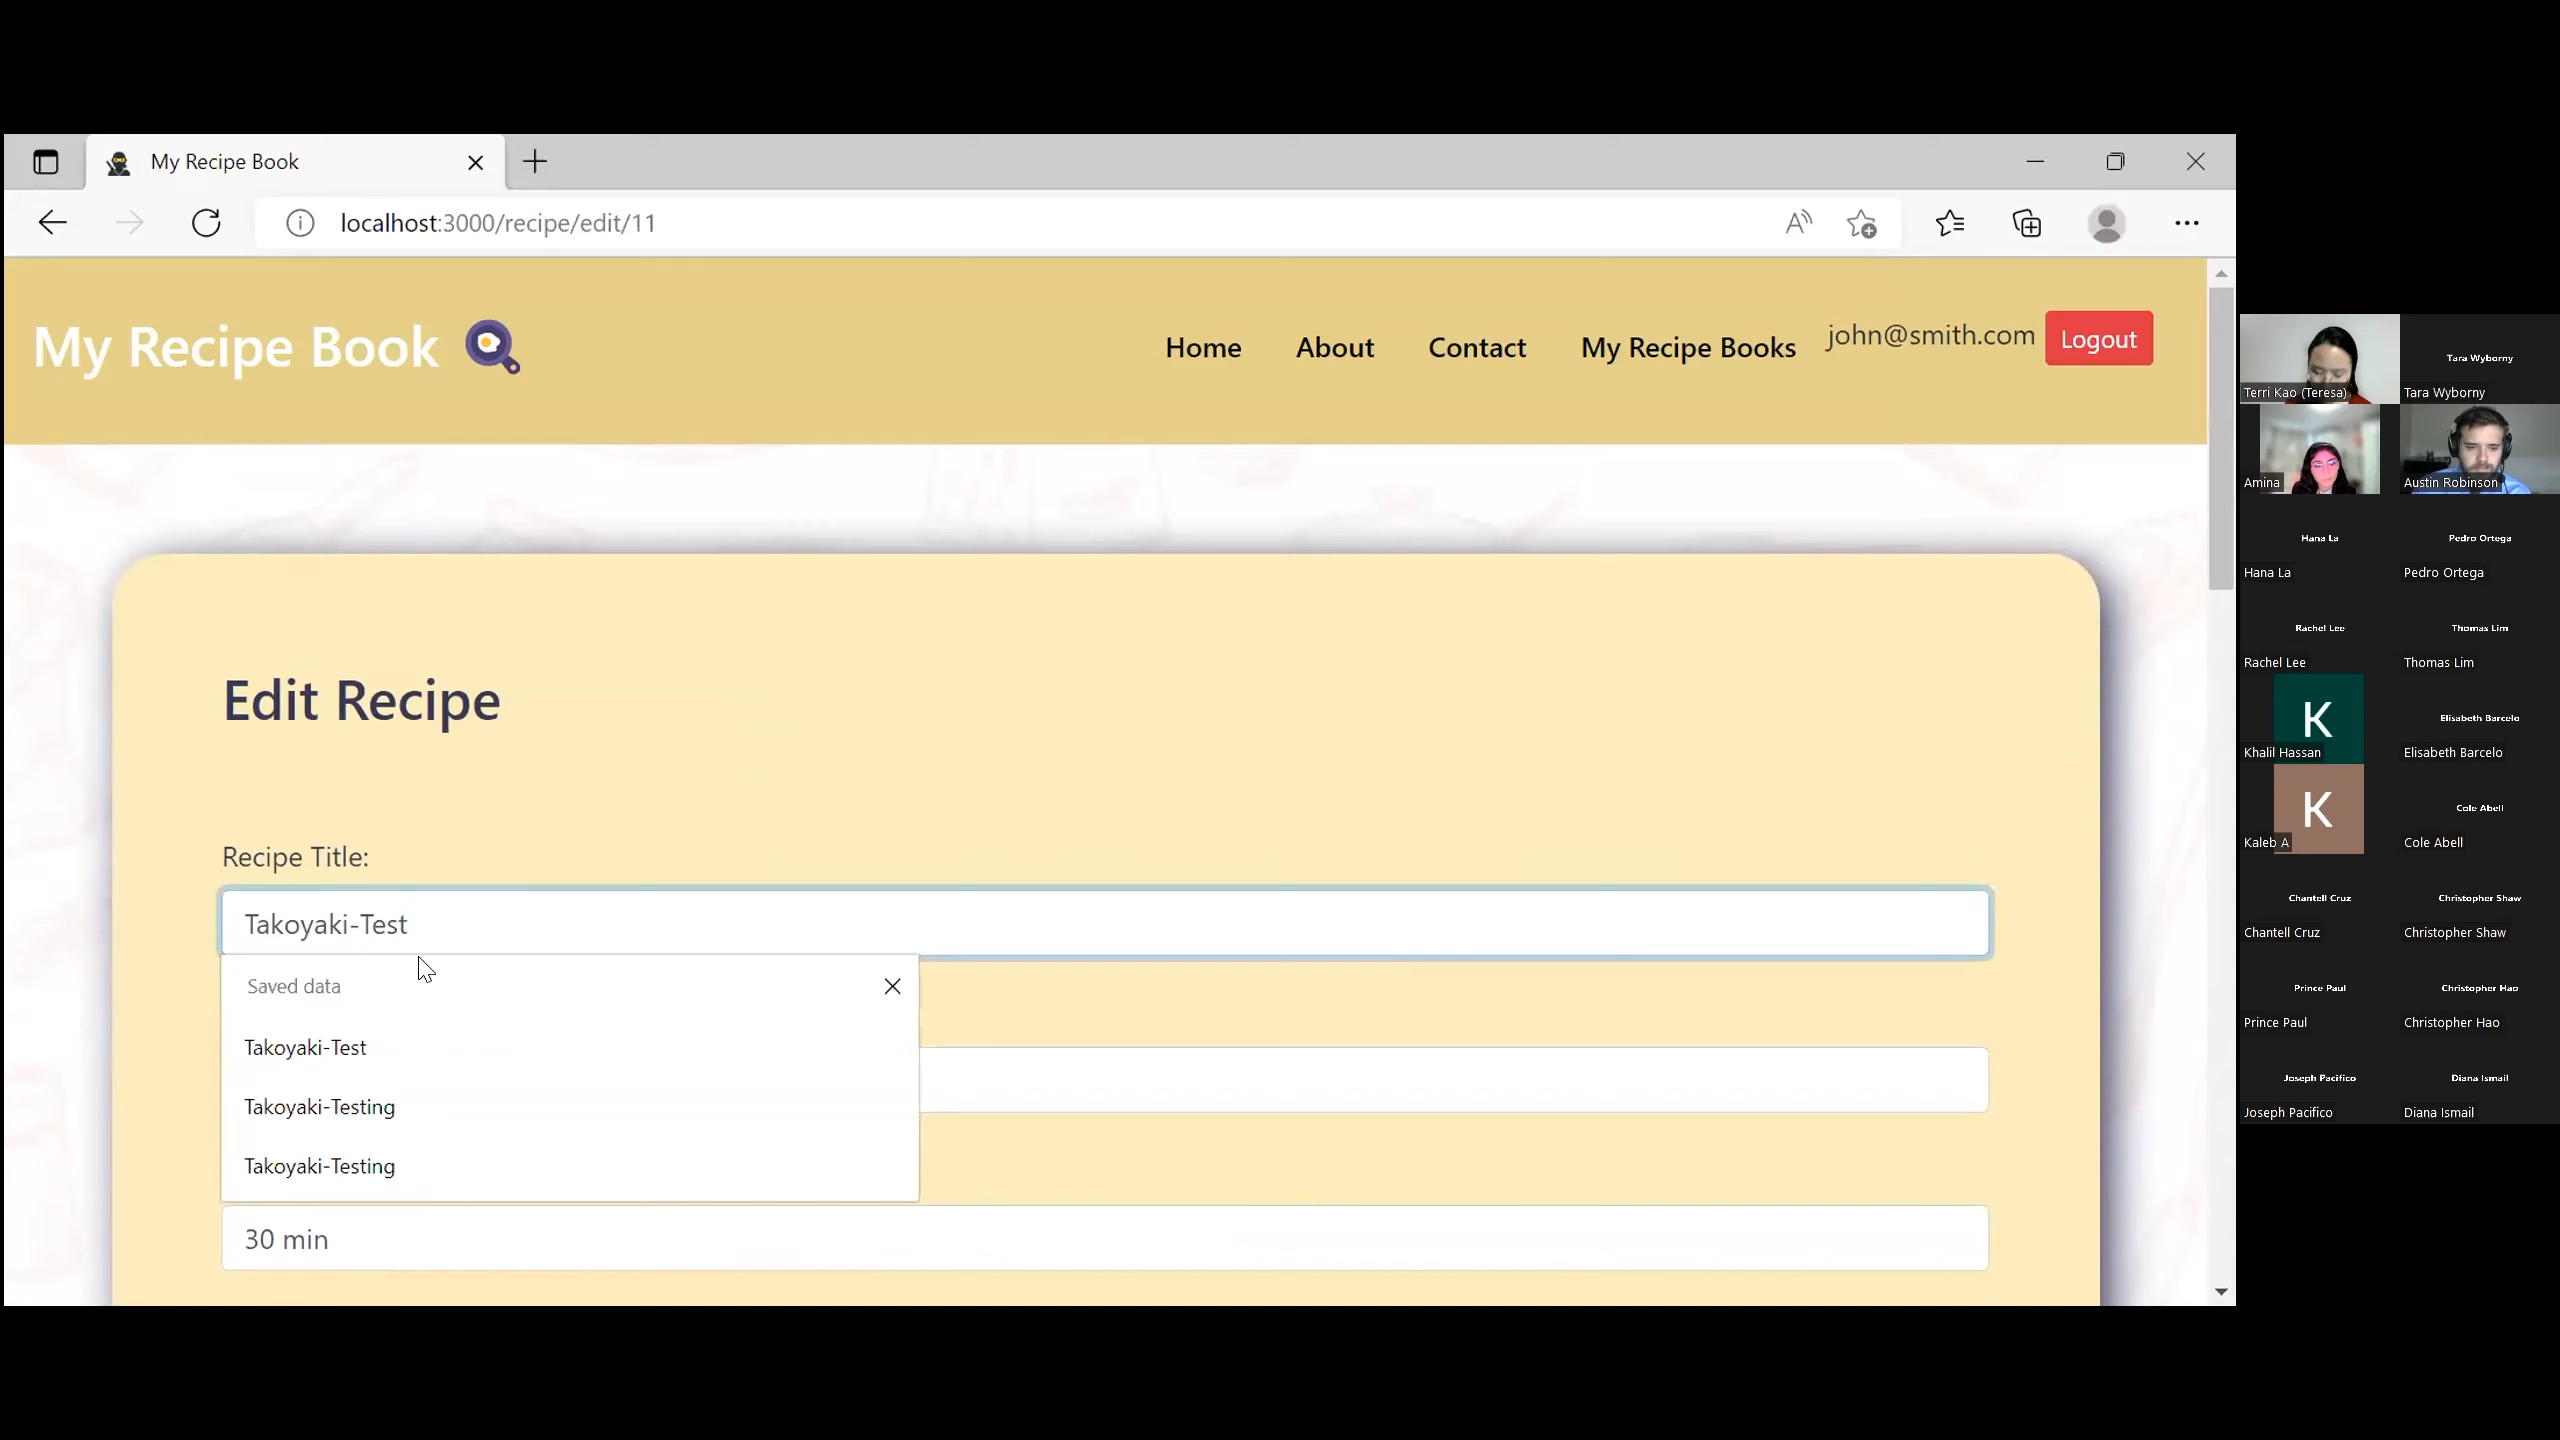 My Recipe Book
localhost:3000/recipe/edit/11
My Recipe Book
Home About Contact My Recipe Books john@smith.com Logout
Edit Recipe
Recipe Title:
Takoyaki-Test
Saved data
Takoyaki-Test
Takoyaki-Testing
Takoyaki-Testing
30 min
Terri Kao (Teresa)
Tara Wyborny
Tara Wyborny
Amina
Austin Robinson
Hana La
Hana La
Pedro Ortega
Pedro Ortega
Rachel Lee
Rachel Lee
Thomas Lim
Thomas Lim
K
Khalil Hassan
Elisabeth Barcelo
Elisabeth Barcelo
K
Kaleb A
Cole Abell
Cole Abell
Chantell Cruz
Chantell Cruz
Christopher Shaw
Christopher Shaw
Prince Paul
Prince Paul
Christopher Hao
Christopher Hao
Joseph Pacifico
Joseph Pacifico
Diana Ismail
Diana Ismail